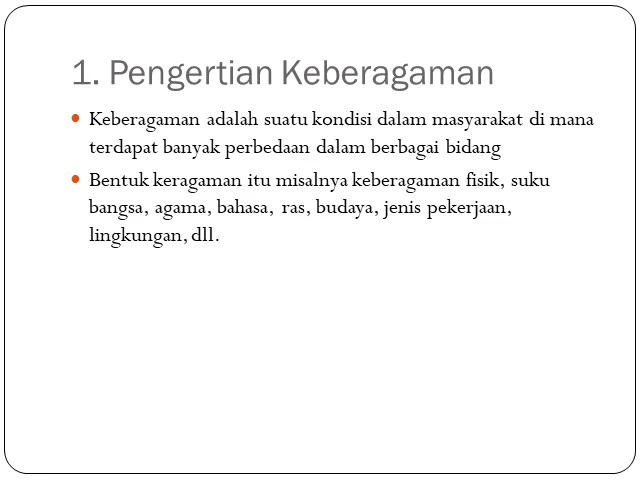 1. Pengertian Keberagaman
• Keberagaman adalah suatu kondisi dalam masyarakat di mana
terdapat banyak perbedaan dalam berbagai bidang
• Bentuk keragaman itu misalnya keberagaman fisik, suku
bangsa, agama, bahasa, ras, budaya, jenis pekerjaan,
lingkungan, dll.